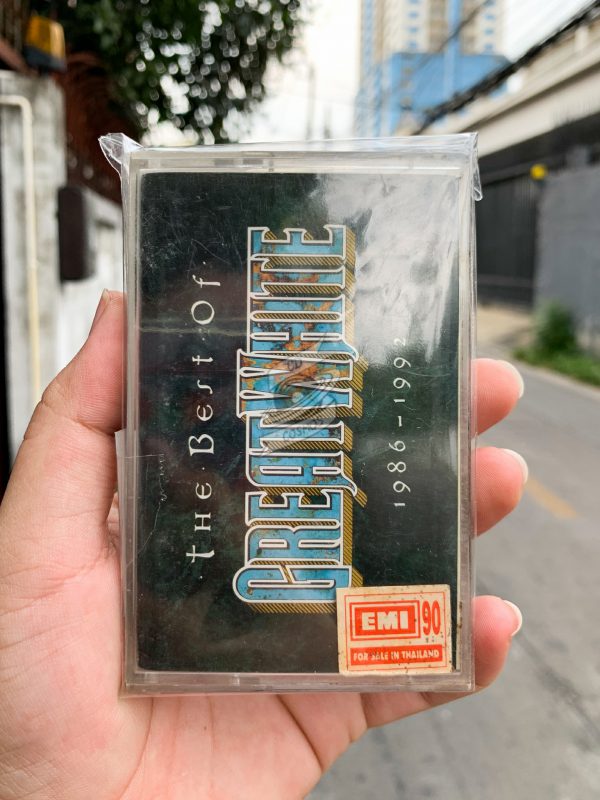 The Best Of
GREAT WHITE
1986-1992
EMI 90
FOR SALE IN THAILAND